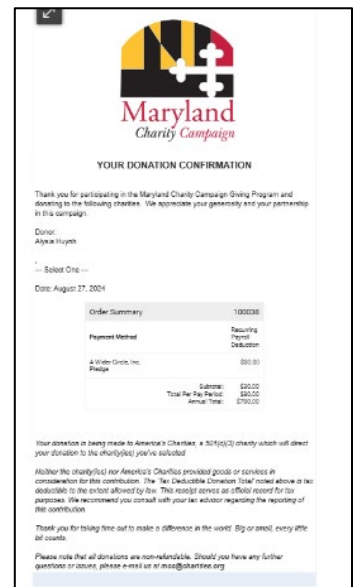 Maryland
Charity Campaign
YOUR DONATION CONFIRMATION
Thank you for participating in the Maryland Charity Campaign Giving Program and
donating to the following charities. We appreciate your generosity and your partnership
in this campaign.
Donor:
Alysia Huynh
,
--- Select One ---
Date: August 27, 2024
Order Summary 100038
Payment Method Recurring
Payroll
Deduction
A Wider Circle, Inc.
Pledge
Subtotal:
Total Per Pay Period:
Annual Total:
Your donation is being made to America's Charities, a 501(c)(3) charity which will direct
your donation to the charity(ies) you've selected
Neither the charity(ies) nor America's Charities provided goods or services in
consideration for this contribution. The 'Tax Deductible Donation Total' noted above is tax
deductible to the extent allowed by law. This receipt serves as official record for tax
purposes. We recommend you consult with your tax advisor regarding the reporting of
this contribution.
Thank you for taking time out to make a difference in the world. Big or small, every little
bit counts.
Please note that all donations are non-refundable. Should you have any further
questions or issues, please e-mail us at mcc@charities.org